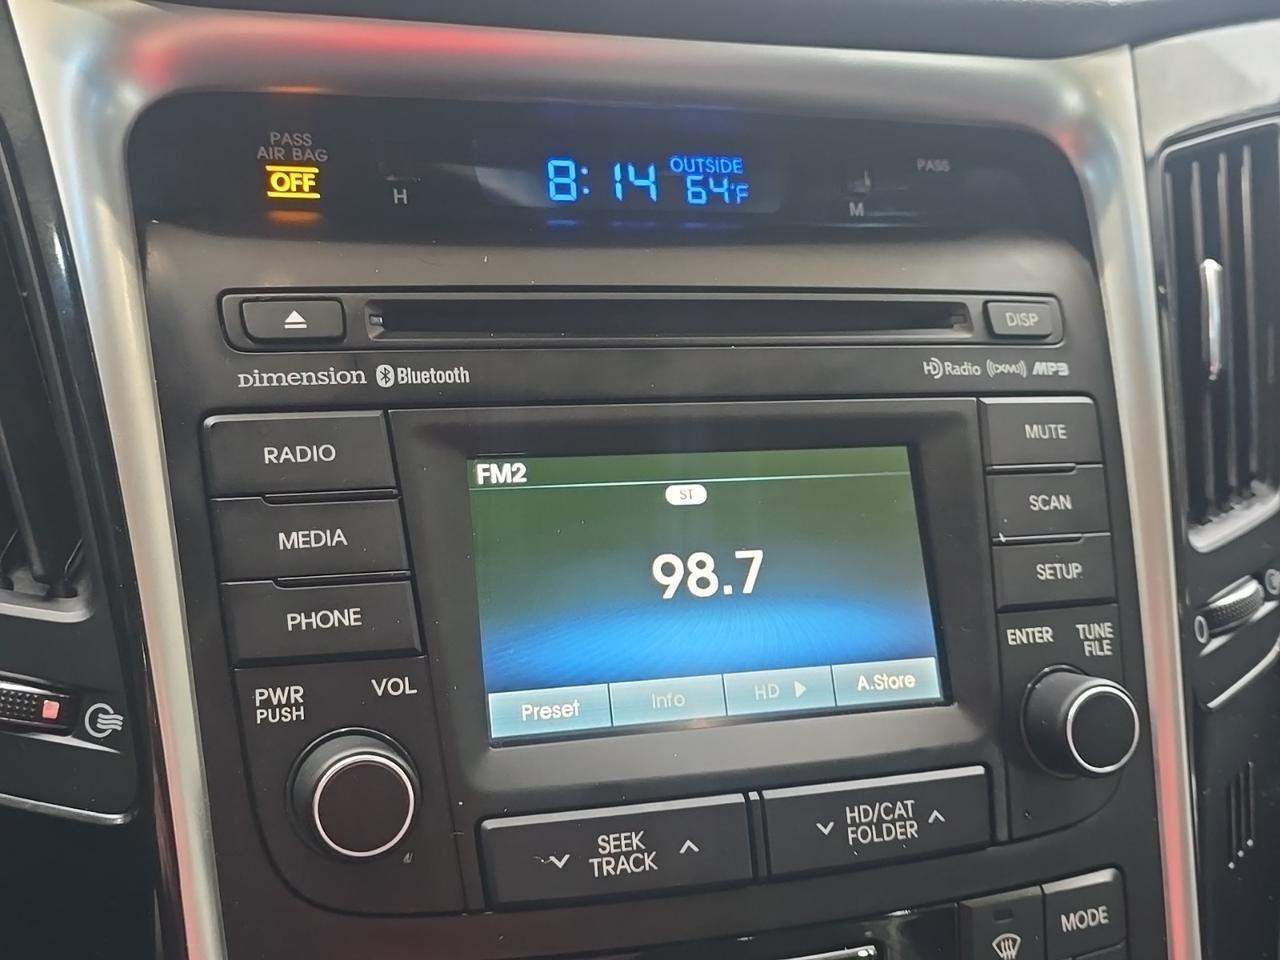 PASS
AIR BAG
OFF
H
8:14
OUTSIDE
64°F
M
PASS
DISP
Dimension Bluetooth
HD Radio ((XM)) MP3
RADIO
MEDIA
PHONE
PWR
PUSH
VOL
FM2
ST
98.7
Preset Info HD A.Store
MUTE
SCAN
SETUP
ENTER
TUNE
FILE
SEEK
TRACK
HD/CAT
FOLDER
MODE
0